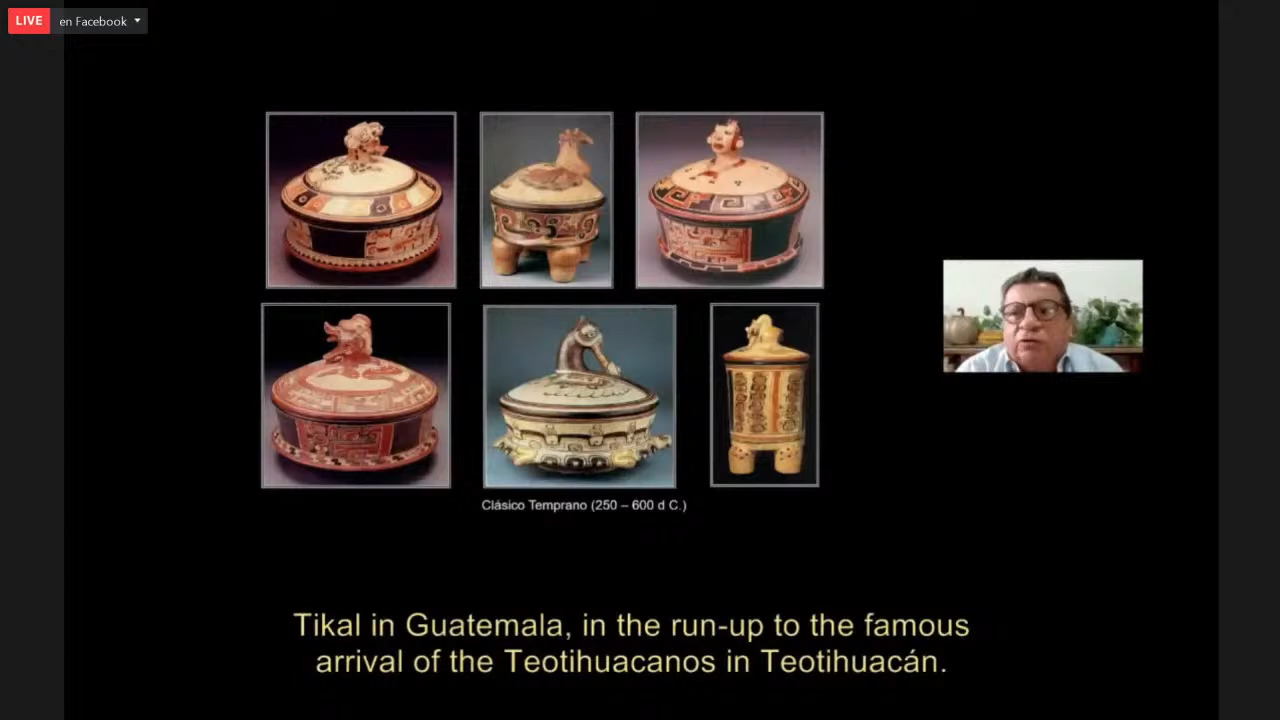 LIVE en Facebook
Clásico Temprano (250 – 600 d C.)
Tikal in Guatemala, in the run-up to the famous
arrival of the Teotihuacanos in Teotihuacán.